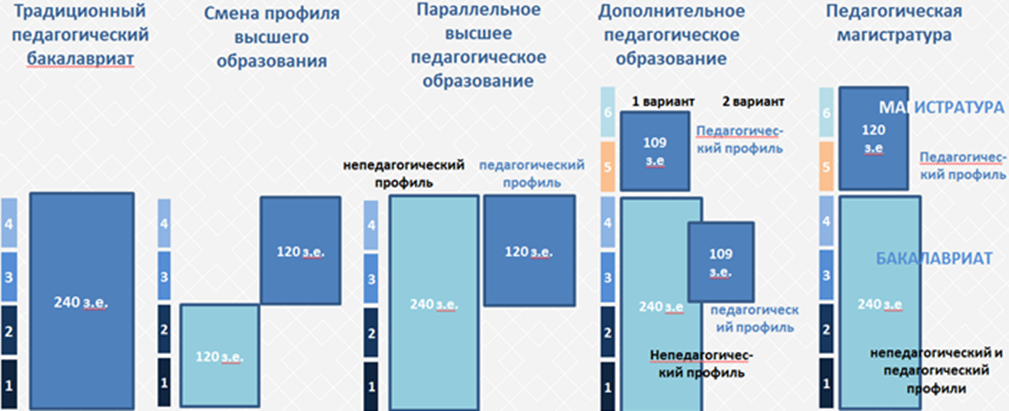 Традиционный
педагогический
бакалавриат
4
3
2
1
240 з.е.
Смена профиля
высшего
образования
4
3
2
1
120 з.е.
120 з.е.
Параллельное
высшее
педагогическое
образование
непедагогический
профиль
педагогический
профиль
4
3
2
1
240 з.е.
120 з.е.
Дополнительное
педагогическое
образование
1 вариант
2 вариант
6
5
4
3
2
1
109
з.е
Педагогичес-
кий профиль
109
з.е.
240 з.е
педагогическ
ий профиль
Непедагогичес-
кий профиль
Педагогическая
магистратура
6
5
4
3
2
1
МАГИСТРАТУРА
120
з.е
Педагогичес-
кий профиль
БАКАЛАВРИАТ
240 з.е
непедагогический и
педагогический
профили